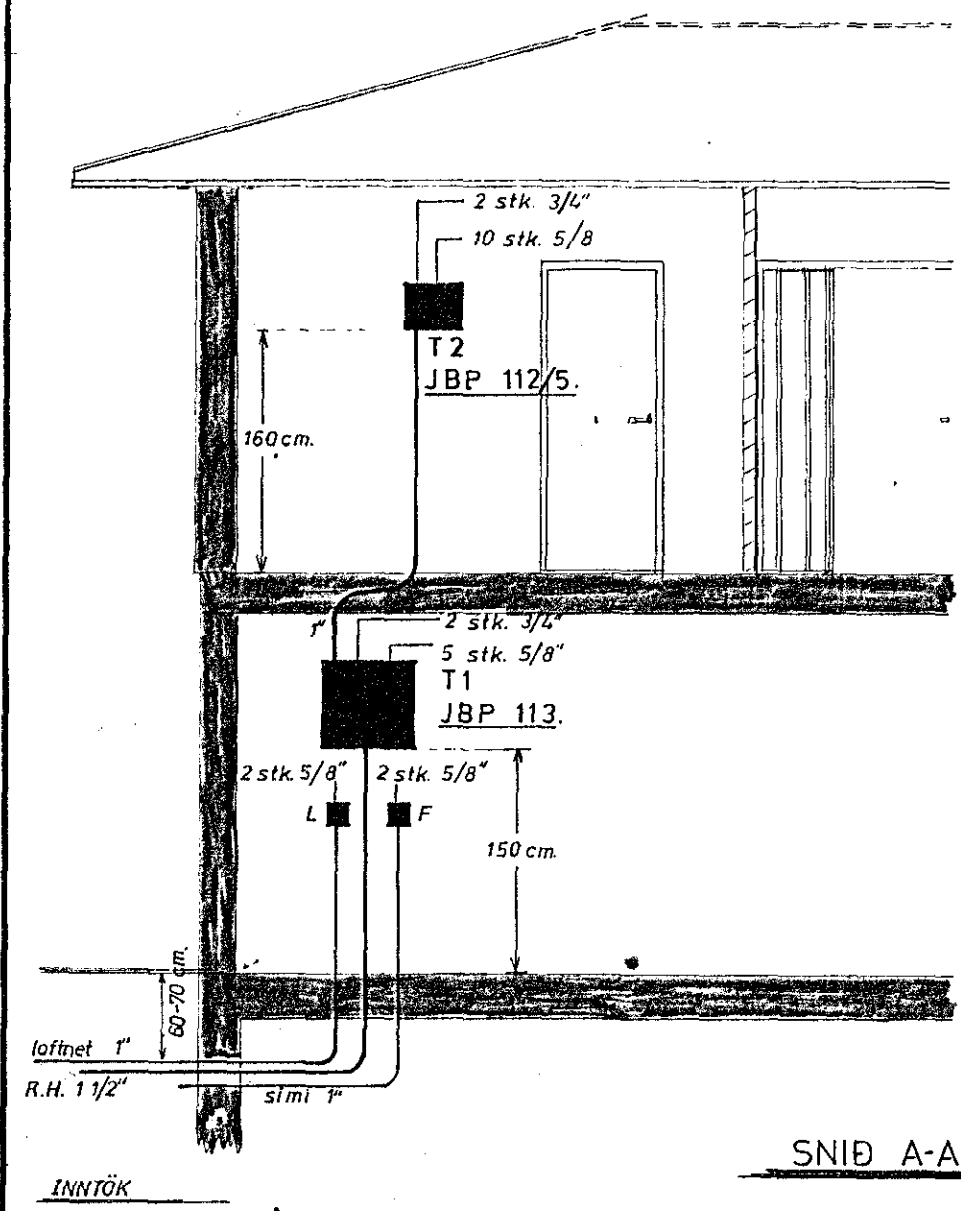 2 stk. 3/4"
10 stk. 5/8
T2
JBP 112/5.
160 cm.
1"
2 stk. 3/4"
5 stk. 5/8"
T1
JBP 113.
2 stk. 5/8"
2 stk. 5/8"
L
F
150 cm.
60-70 cm.
loftnet 1"
R.H. 1 1/2"
sími 1"
SNIÐ A-A
INNTÖK